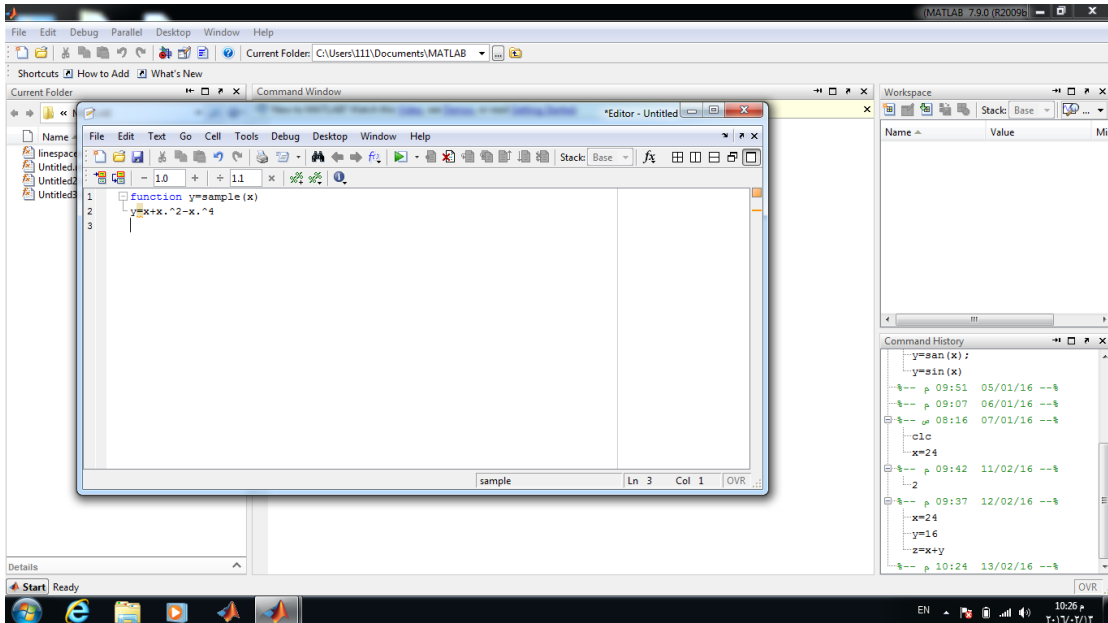 (MATLAB 7.9.0 (R2009b
File Edit Debug Parallel Desktop Window Help
Current Folder: C:\Users\111\Documents\MATLAB
Shortcuts How to Add What's New
Current Folder
Command Window
Workspace
*Editor - Untitled
Stack: Base
Name
Value
Mi
« M
Name
linespace
Untitled
Untitled2
Untitled3
File Edit Text Go Cell Tools Debug Desktop Window Help
Stack: Base
fx
- 1.0 + ÷ 1.1 ×
1 function y=sample(x)
2 y=x+x.^2-x.^4
3
sample
Ln 3 Col 1 OVR
Command History
y=san(x);
y=sin(x)
%-- م 09:51 05/01/16 --%
%-- م 09:07 06/01/16 --%
%-- ص 08:16 07/01/16 --%
clc
x=24
%-- م 09:42 11/02/16 --%
2
%-- م 09:37 12/02/16 --%
x=24
y=16
z=x+y
%-- م 10:24 13/02/16 --%
Details
Start Ready
OVR
EN
10:26 م
٢٠١٦/٠٢/١٣